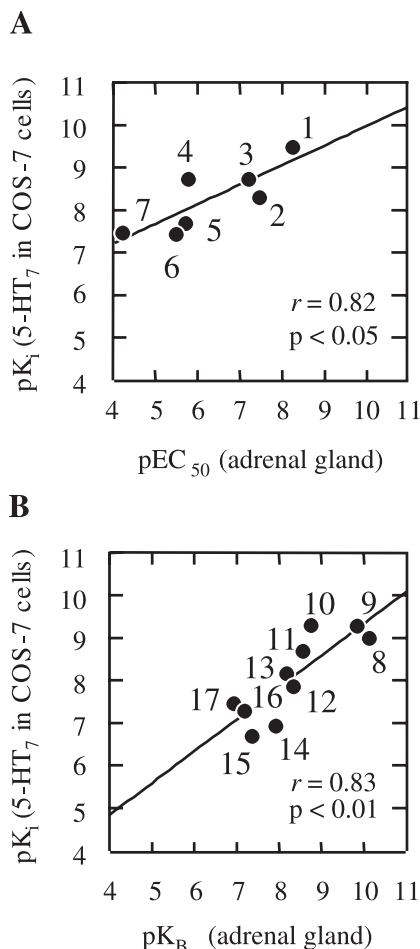 A
pKi (5-HT7 in COS-7 cells)
11
10
9
8
7
6
5
4
1
2
3
4
5
6
7
r = 0.82
p < 0.05
4 5 6 7 8 9 10 11
pEC50 (adrenal gland)
B
pKi (5-HT7 in COS-7 cells)
11
10
9
8
7
6
5
4
10
9
8
11
13
12
17
16
15
14
r = 0.83
p < 0.01
4 5 6 7 8 9 10 11
pKB (adrenal gland)